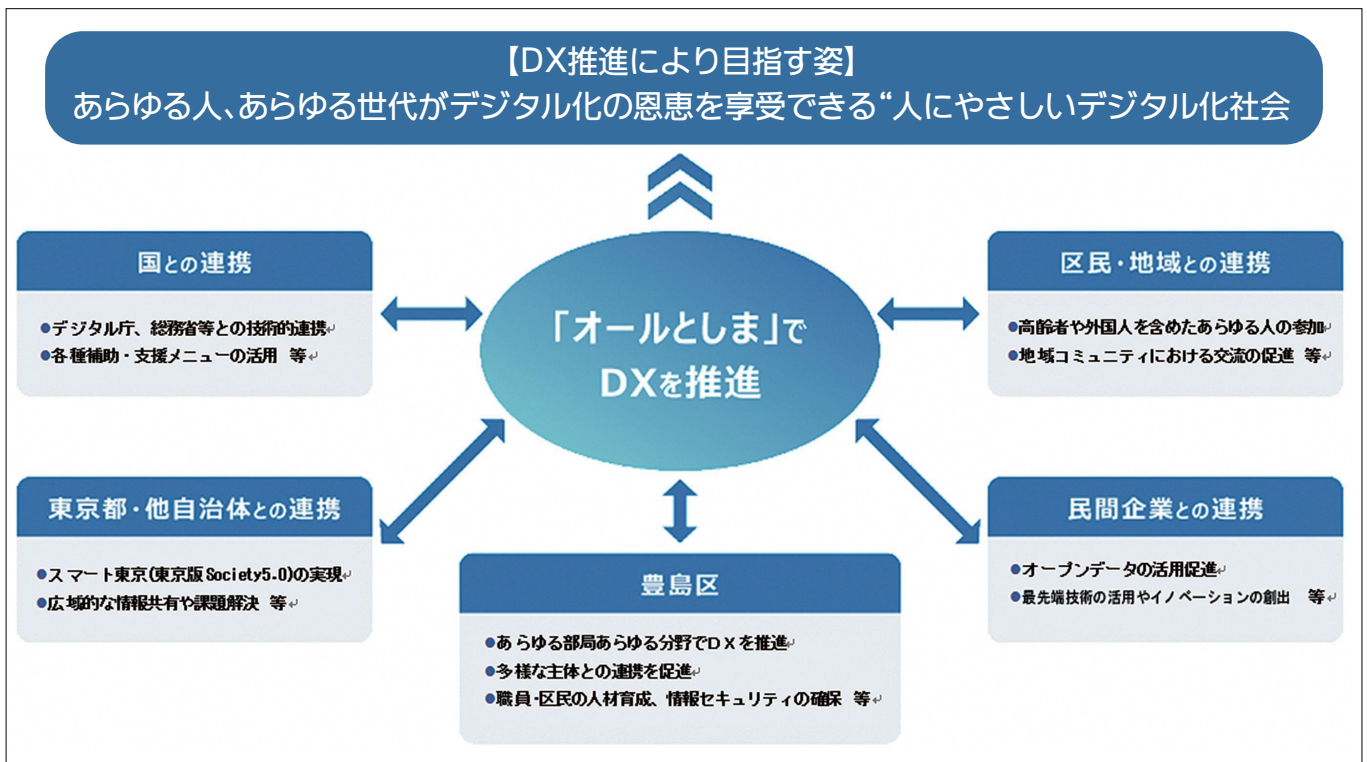 【DX推進により目指す姿】
あらゆる人、あらゆる世代がデジタル化の恩恵を享受できる“人にやさしいデジタル化社会
国との連携
●デジタル庁、総務省等との技術的連携↵
●各種補助・支援メニューの活用 等↵
「オールとしま」で
DXを推進
区民・地域との連携
●高齢者や外国人を含めたあらゆる人の参加↵
●地域コミュニティにおける交流の促進 等↵
東京都・他自治体との連携
●スマート東京(東京版Society5.0)の実現↵
●広域的な情報共有や課題解決 等↵
豊島区
●あらゆる部局あらゆる分野でDXを推進↵
●多様な主体との連携を促進↵
●職員・区民の人材育成、情報セキュリティの確保 等↵
民間企業との連携
●オープンデータの活用促進↵
●最先端技術の活用やイノベーションの創出 等↵